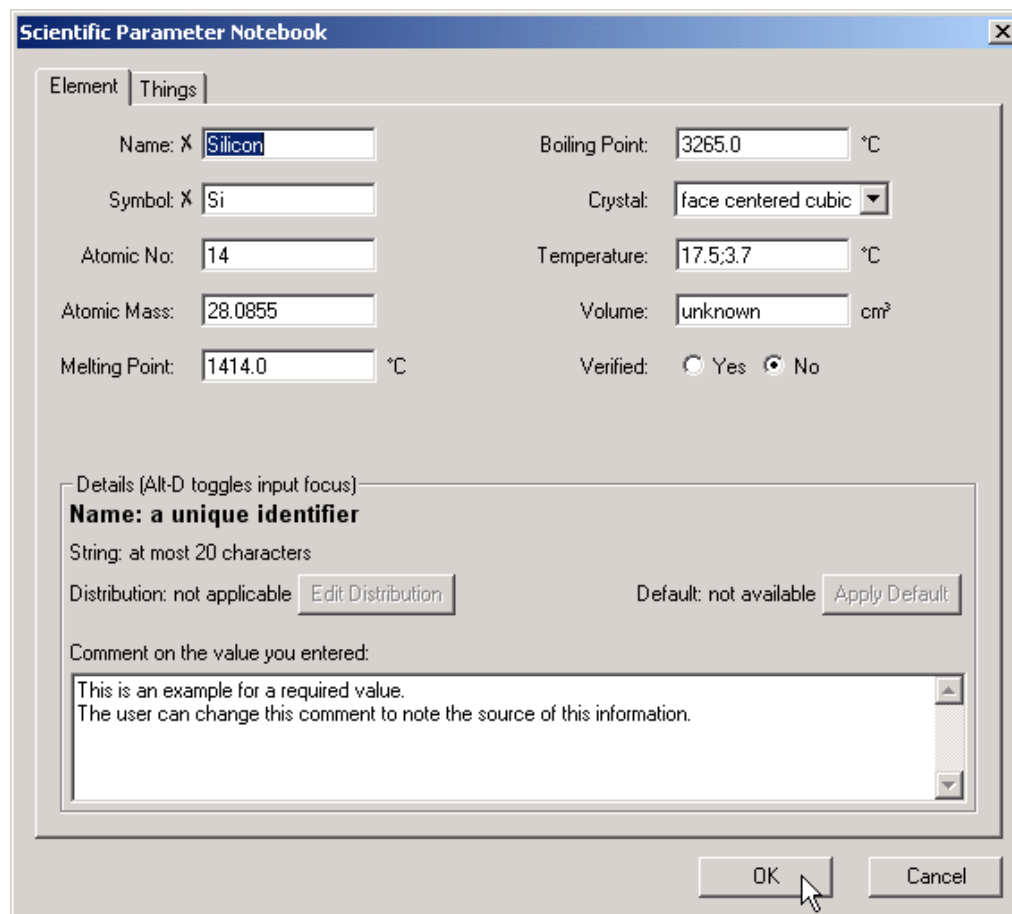 Scientific Parameter Notebook
Element Things
Name: X Silicon
Symbol: X Si
Atomic No: 14
Atomic Mass: 28.0855
Melting Point: 1414.0 °C
Boiling Point: 3265.0 °C
Crystal: face centered cubic
Temperature: 17.5;3.7 °C
Volume: unknown cm³
Verified: Yes No
Details (Alt-D toggles input focus)
Name: a unique identifier
String: at most 20 characters
Distribution: not applicable Edit Distribution Default: not available Apply Default
Comment on the value you entered:
This is an example for a required value.
The user can change this comment to note the source of this information.
OK Cancel